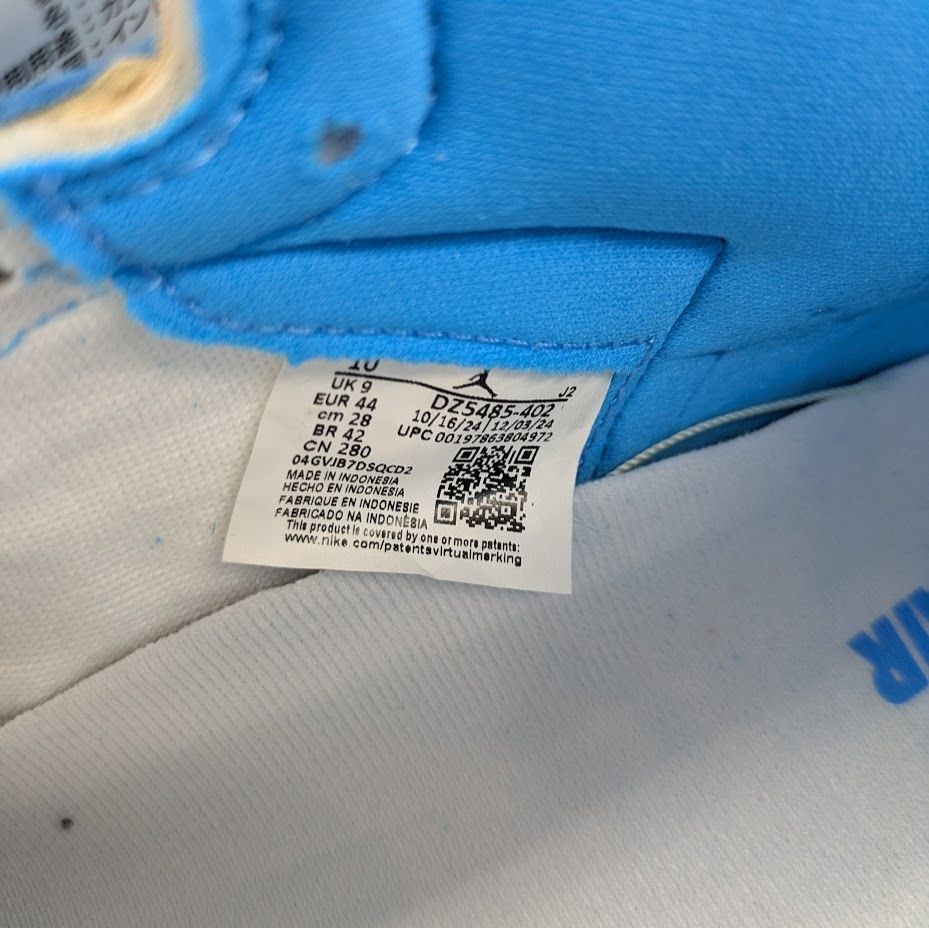 10
UK 9
EUR 44
cm 28
BR 42
CN 280
04GVJB7DSQCD2
MADE IN INDONESIA
HECHO EN INDONESIA
FABRIQUE EN INDONESIE
FABRICADO NA INDONÉSIA
This product is covered by one or more patents:
www.nike.com/patentsvirtualmarking
J2
DZ5485-402
10/16/24 12/03/24
UPC 00197863804972